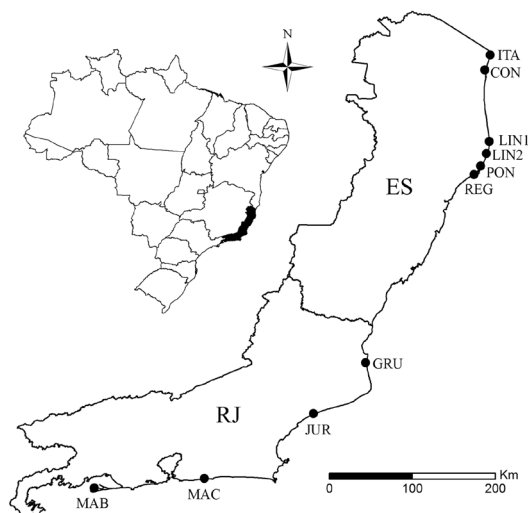 N
ITA
CON
LIN1
LIN2
PON
REG
ES
GRU
RJ
JUR
Km
0 100 200
MAC
MAB